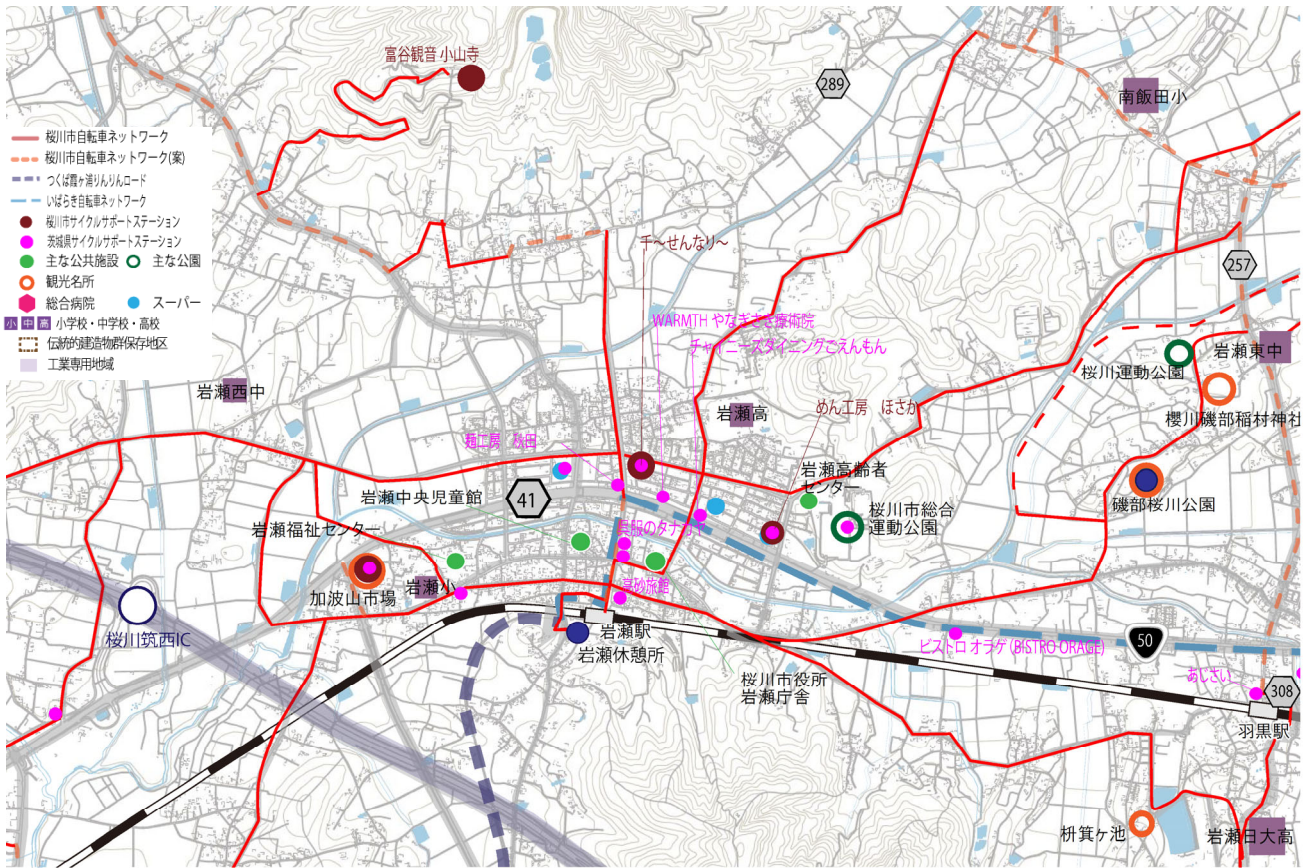 富谷観音 小山寺
289
南飯田小
桜川市自転車ネットワーク
桜川市自転車ネットワーク(案)
つくば霞ヶ浦りんりんロード
いばらき自転車ネットワーク
桜川市サイクルサポートステーション
茨城県サイクルサポートステーション
主な公共施設
主な公園
観光名所
総合病院
スーパー
小 中 高
小学校・中学校・高校
伝統的建造物群保存地区
工業専用地域
千～せんなり～
257
WARMTH やなぎさき療術院
チャイニーズダイニングごえんもん
岩瀬東中
桜川運動公園
岩瀬西中
岩瀬高
めん工房 ほさか
櫻川磯部稲村神社
麺工房 秋田
岩瀬高齢者
センター
岩瀬中央児童館
41
桜川市総合
運動公園
磯部桜川公園
岩瀬福祉センター
岩瀬小
高砂旅館
加波山市場
桜川筑西IC
岩瀬駅
岩瀬休憩所
ビストロ オラゲ (BISTRO ORAGE)
50
桜川市役所
岩瀬庁舎
あじさい
308
羽黒駅
枡箕ヶ池
岩瀬日大高